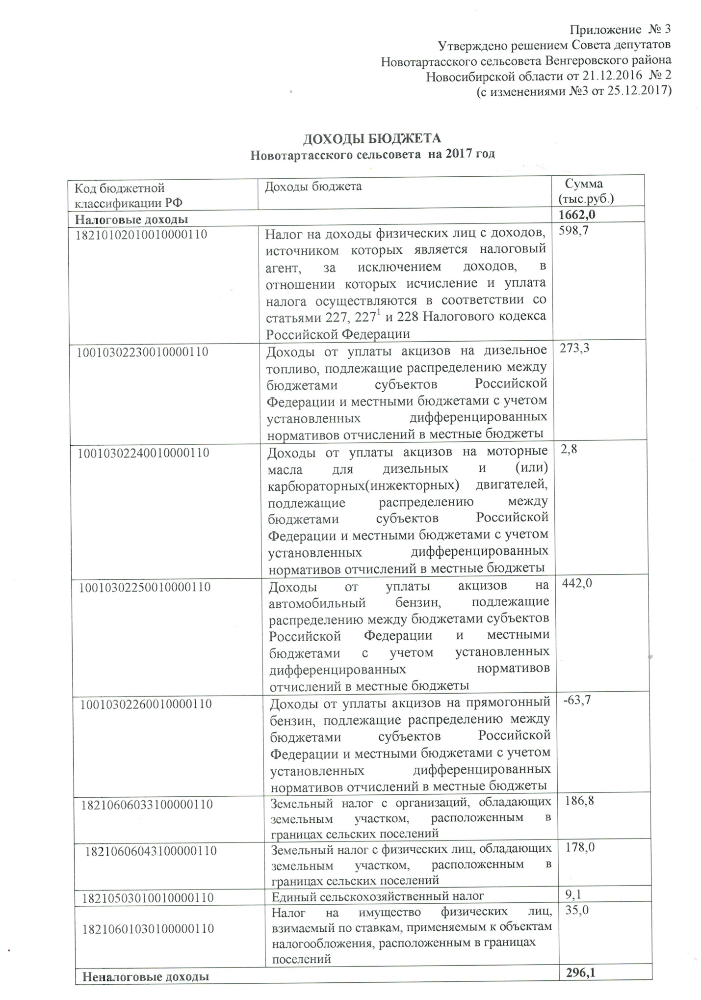 Приложение № 3
Утверждено решением Совета депутатов
Новотартасского сельсовета Венгеровского района
Новосибирской области от 21.12.2016 № 2
(с изменениями №3 от 25.12.2017)
ДОХОДЫ БЮДЖЕТА
Новотартасского сельсовета на 2017 год
Код бюджетной
классификации РФ
Доходы бюджета
Сумма
(тыс.руб.)
Налоговые доходы
1662,0
18210102010010000110
Налог на доходы физических лиц с доходов,
источником которых является налоговый
агент, за исключением доходов, в
отношении которых исчисление и уплата
налога осуществляются в соответствии со
статьями 227, 227¹ и 228 Налогового кодекса
Российской Федерации
598,7
10010302230010000110
Доходы от уплаты акцизов на дизельное
топливо, подлежащие распределению между
бюджетами субъектов Российской
Федерации и местными бюджетами с учетом
установленных дифференцированных
нормативов отчислений в местные бюджеты
273,3
10010302240010000110
Доходы от уплаты акцизов на моторные
масла для дизельных и (или)
карбюраторных(инжекторных) двигателей,
подлежащие распределению между
бюджетами субъектов Российской
Федерации и местными бюджетами с учетом
установленных дифференцированных
нормативов отчислений в местные бюджеты
2,8
10010302250010000110
Доходы от уплаты акцизов на
автомобильный бензин, подлежащие
распределению между бюджетами субъектов
Российской Федерации и местными
бюджетами с учетом установленных
дифференцированных нормативов
отчислений в местные бюджеты
442,0
10010302260010000110
Доходы от уплаты акцизов на прямогонный
бензин, подлежащие распределению между
бюджетами субъектов Российской
Федерации и местными бюджетами с учетом
установленных дифференцированных
нормативов отчислений в местные бюджеты
-63,7
18210606033100000110
Земельный налог с организаций, обладающих
земельным участком, расположенным в
границах сельских поселений
186,8
18210606043100000110
Земельный налог с физических лиц, обладающих
земельным участком, расположенным в
границах сельских поселений
178,0
18210503010010000110
Единый сельскохозяйственный налог
9,1
18210601030100000110
Налог на имущество физических лиц,
взимаемый по ставкам, применяемым к объектам
налогообложения, расположенным в границах
поселений
35,0
Неналоговые доходы
296,1